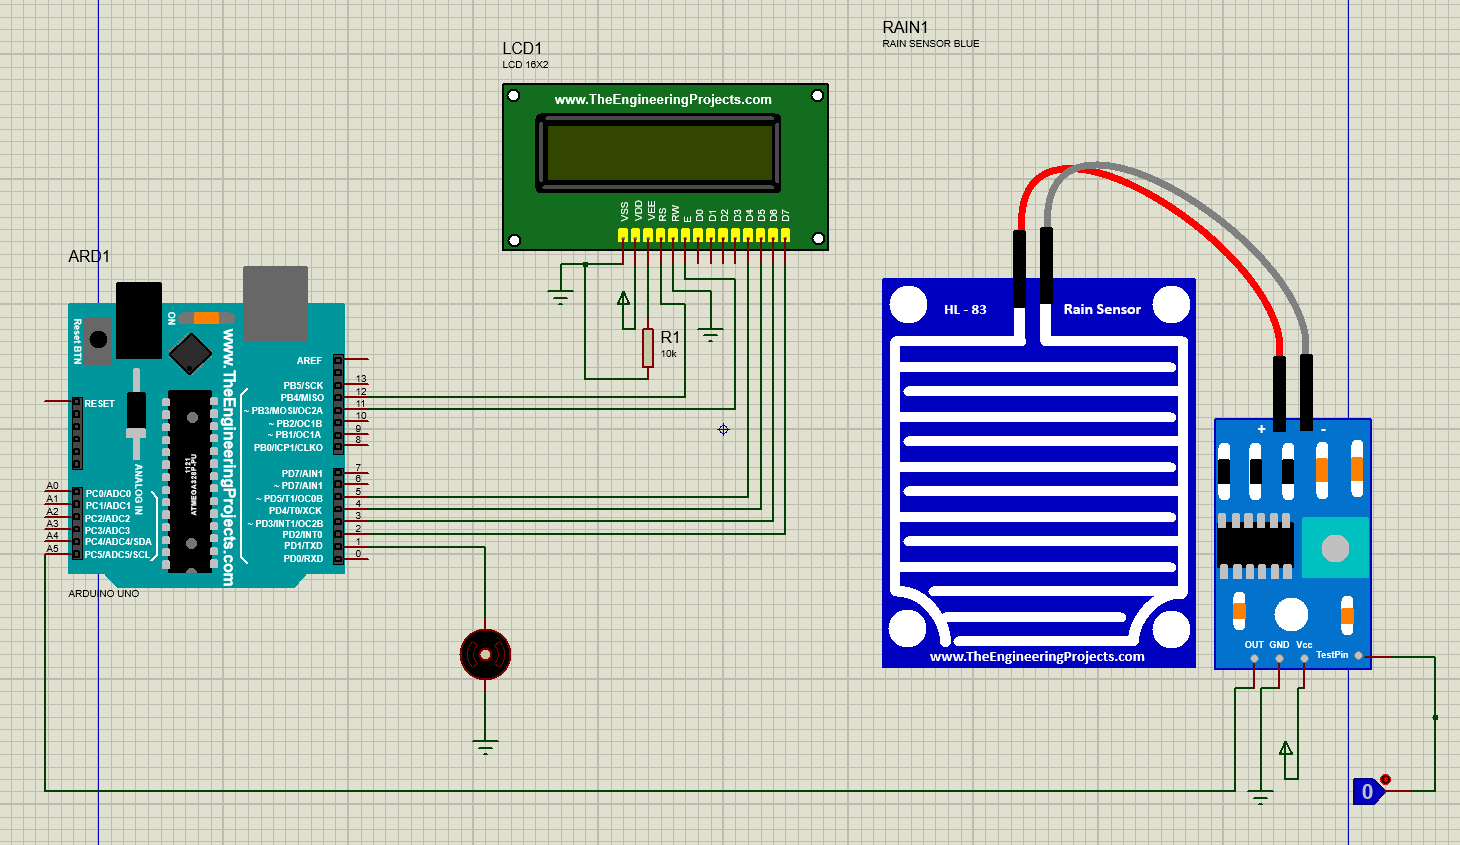 RAIN1
RAIN SENSOR BLUE
LCD1
LCD 16X2
www.TheEngineeringProjects.com
VSS
VDD
VEE
RS
RW
E
D0
D1
D2
D3
D4
D5
D6
D7
R1
10k
ARD1
Reset BTN
ON
www.TheEngineeringProjects.com
AREF
PB5/SCK 13
PB4/MISO 12
~ PB3/MOSI/OC2A 11
~ PB2/OC1B 10
~ PB1/OC1A 9
PB0/ICP1/CLKO 8
PD7/AIN1 7
~ PD7/AIN1 6
~ PD5/T1/OC0B 5
PD4/T0/XCK 4
~ PD3/INT1/OC2B 3
PD2/INT0 2
PD1/TXD 1
PD0/RXD 0
RESET
ANALOG IN
1121
ATMEGA328P-PU
A0 PC0/ADC0
A1 PC1/ADC1
A2 PC2/ADC2
A3 PC3/ADC3
A4 PC4/ADC4/SDA
A5 PC5/ADC5/SCL
ARDUINO UNO
HL - 83
Rain Sensor
www.TheEngineeringProjects.com
+ -
OUT GND Vcc
TestPin
0